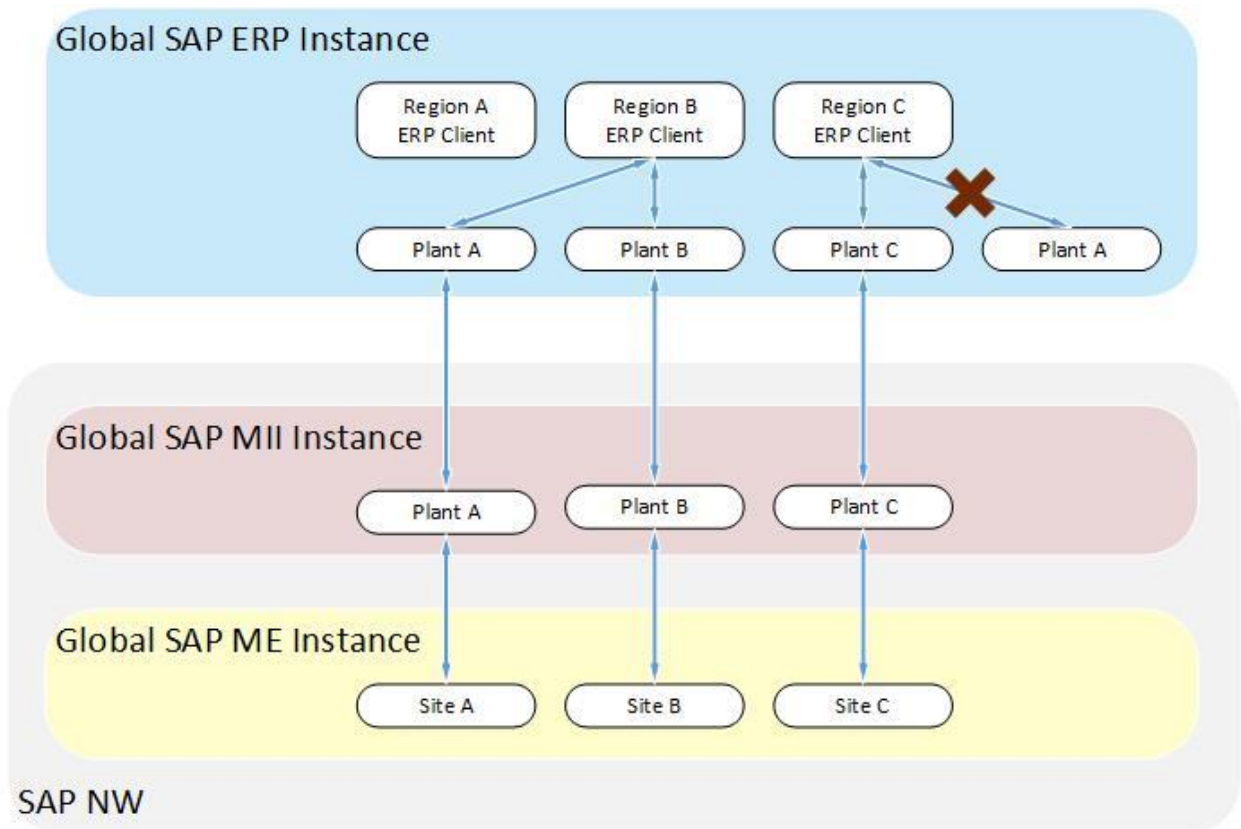 Global SAP ERP Instance
Region A
ERP Client
Region B
ERP Client
Region C
ERP Client
Plant A
Plant B
Plant C
Plant A
Global SAP MII Instance
Plant A
Plant B
Plant C
Global SAP ME Instance
Site A
Site B
Site C
SAP NW